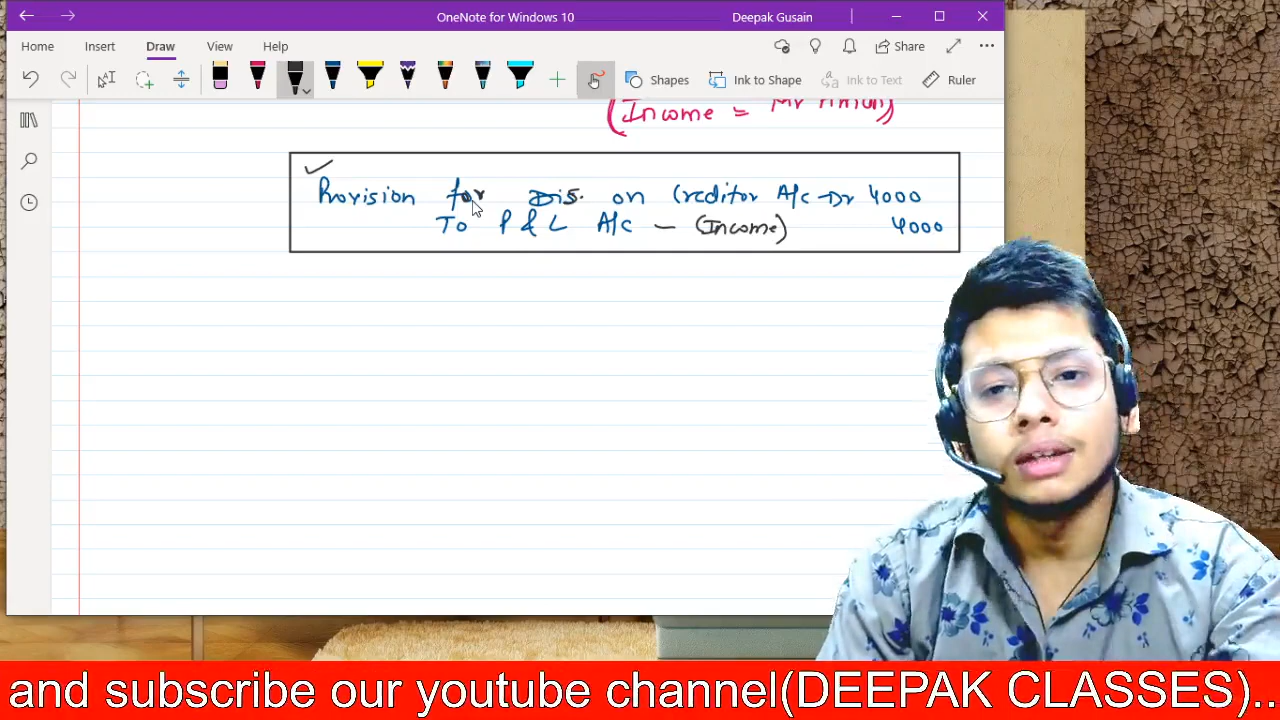 OneNote for Windows 10
Deepak Gusain
Home Insert Draw View Help Share
Shapes Ink to Shape Ink to Text Ruler
(Income =
Provision for Dis. on Creditor A/c Dr 4000
To P & L A/c – (Income) 4000
and subscribe our youtube channel(DEEPAK CLASSES)..